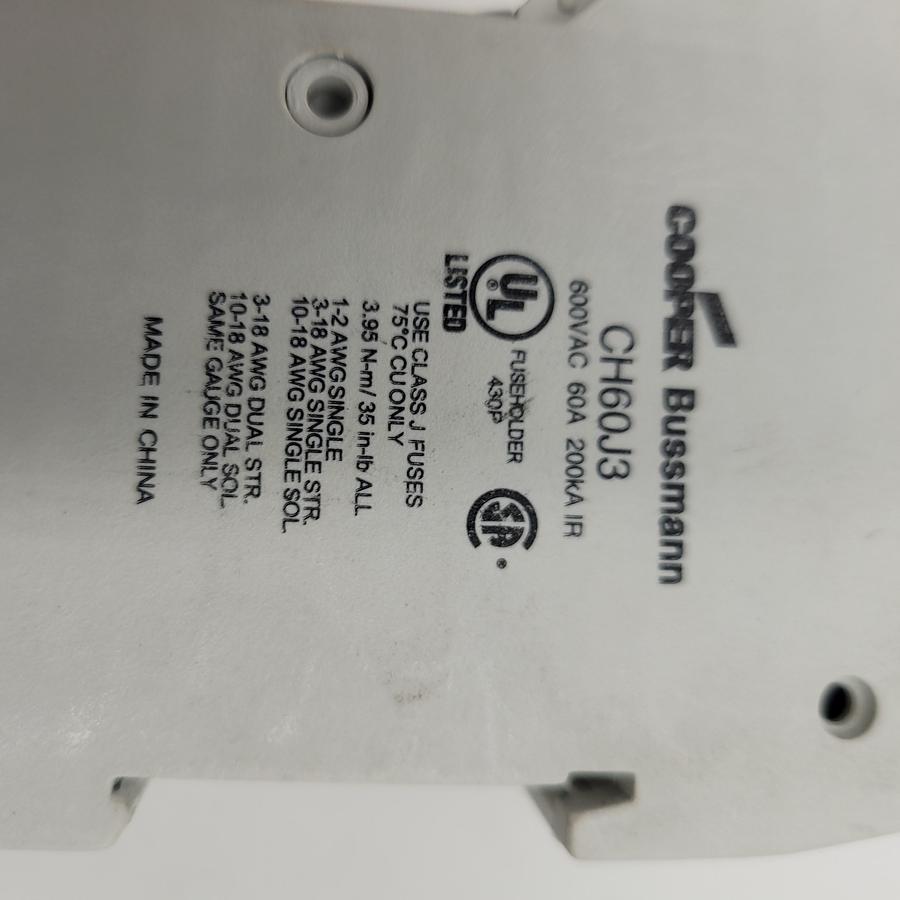 COOPER Bussmann
CH60J3
600VAC 60A 200kA IR
UL
®
LISTED
FUSEHOLDER
430P
SA
®
USE CLASS J FUSES
75°C CU ONLY
3.95 N-m/ 35 in-lb ALL
1-2 AWG SINGLE
3-18 AWG SINGLE STR.
10-18 AWG SINGLE SOL.
3-18 AWG DUAL STR.
10-18 AWG DUAL SOL.
SAME GAUGE ONLY
MADE IN CHINA